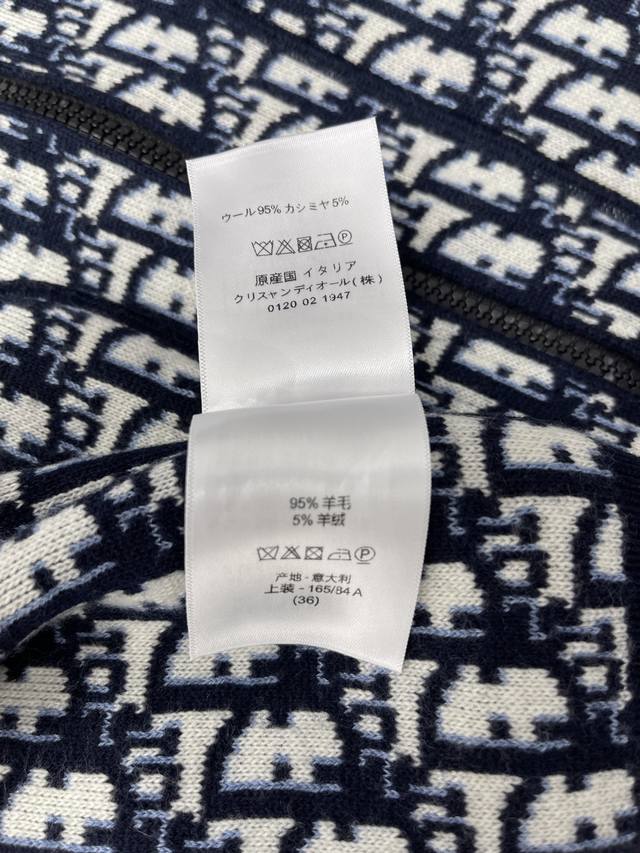 ウール95% カシミヤ5%
原産国 イタリア
クリスャンディオール(株)
0120 02 1947
95% 羊毛
5% 羊绒
产地-意大利
上装-165/84 A
(36)